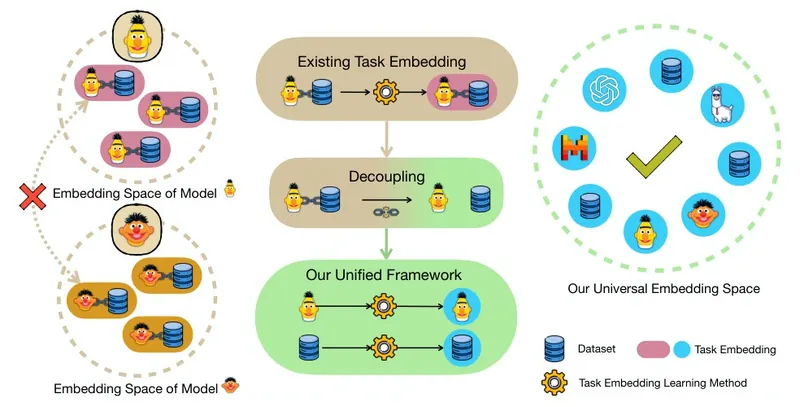 Embedding Space of Model
Embedding Space of Model
Existing Task Embedding
Decoupling
Our Unified Framework
Our Universal Embedding Space
Dataset
Task Embedding
Task Embedding Learning Method